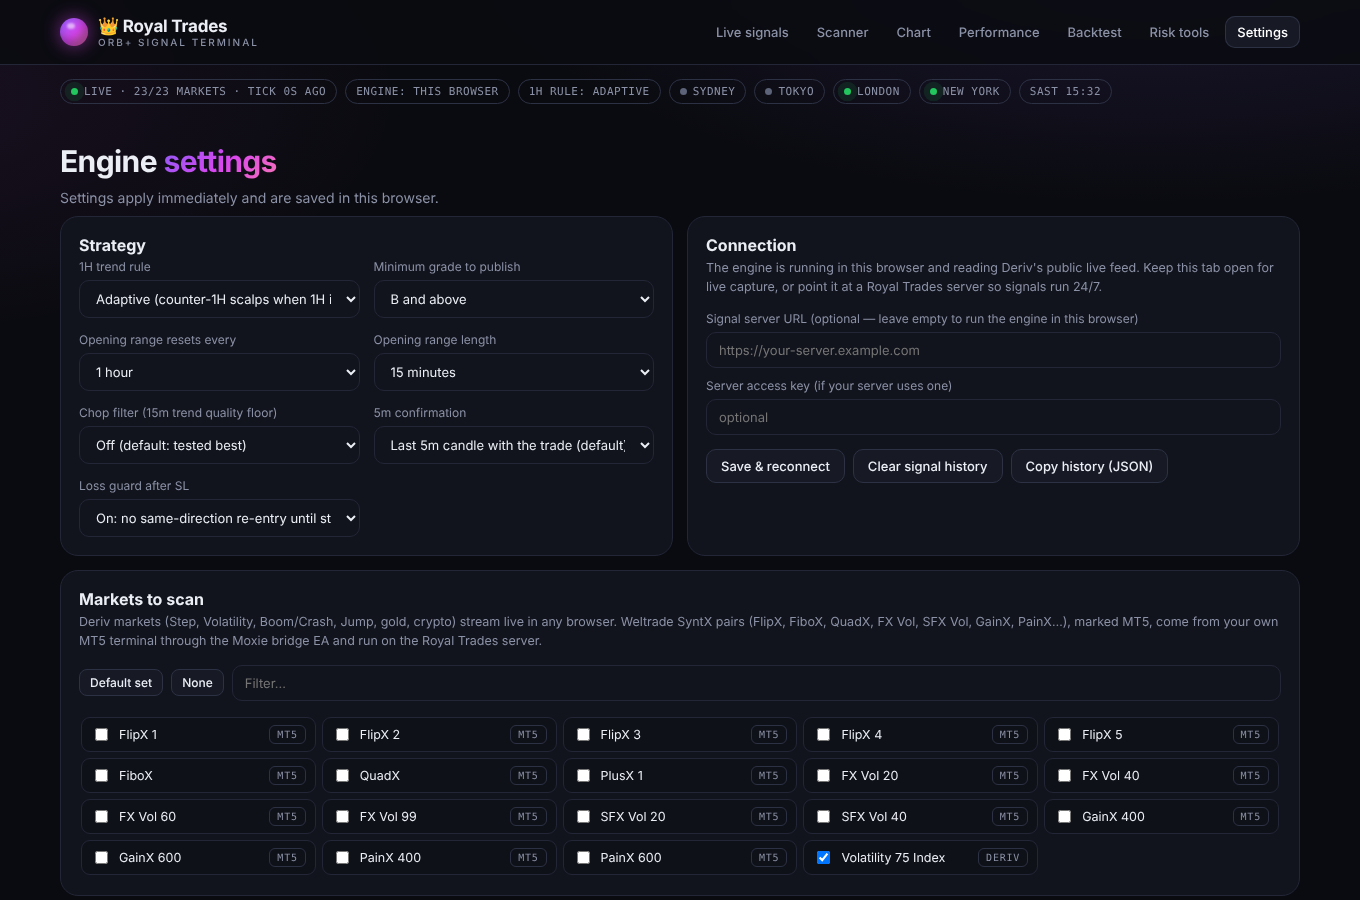 👑 Royal Trades
ORB+ SIGNAL TERMINAL
Live signals
Scanner
Chart
Performance
Backtest
Risk tools
Settings
LIVE · 23/23 MARKETS · TICK 0S AGO
ENGINE: THIS BROWSER
1H RULE: ADAPTIVE
SYDNEY
TOKYO
LONDON
NEW YORK
SAST 15:32
Engine settings
Settings apply immediately and are saved in this browser.
Strategy
1H trend rule
Minimum grade to publish
Adaptive (counter-1H scalps when 1H i
B and above
Opening range resets every
Opening range length
1 hour
15 minutes
Chop filter (15m trend quality floor)
5m confirmation
Off (default: tested best)
Last 5m candle with the trade (default)
Loss guard after SL
On: no same-direction re-entry until st
Connection
The engine is running in this browser and reading Deriv's public live feed. Keep this tab open for
live capture, or point it at a Royal Trades server so signals run 24/7.
Signal server URL (optional — leave empty to run the engine in this browser)
https://your-server.example.com
Server access key (if your server uses one)
optional
Save & reconnect
Clear signal history
Copy history (JSON)
Markets to scan
Deriv markets (Step, Volatility, Boom/Crash, Jump, gold, crypto) stream live in any browser. Weltrade SyntX pairs (FlipX, FiboX, QuadX, FX Vol, SFX Vol, GainX, PainX...), marked MT5, come from your own
MT5 terminal through the Moxie bridge EA and run on the Royal Trades server.
Default set
None
Filter...
FlipX 1 MT5
FlipX 2 MT5
FlipX 3 MT5
FlipX 4 MT5
FlipX 5 MT5
FiboX MT5
QuadX MT5
PlusX 1 MT5
FX Vol 20 MT5
FX Vol 40 MT5
FX Vol 60 MT5
FX Vol 99 MT5
SFX Vol 20 MT5
SFX Vol 40 MT5
GainX 400 MT5
GainX 600 MT5
PainX 400 MT5
PainX 600 MT5
Volatility 75 Index DERIV